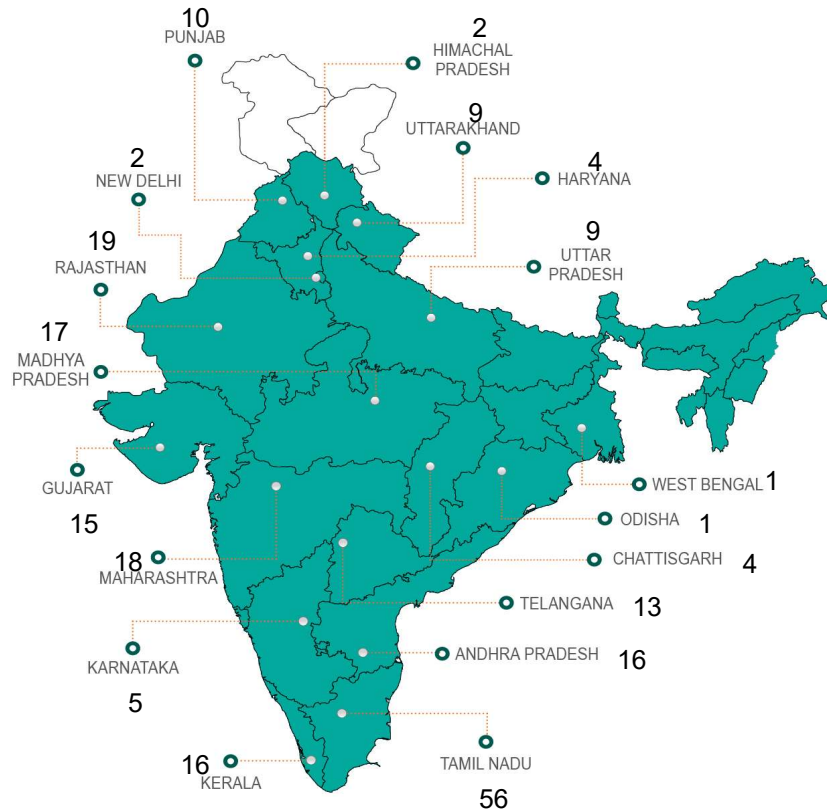 10
PUNJAB
2
HIMACHAL
PRADESH
9
UTTARAKHAND
2
NEW DELHI
4
HARYANA
19
RAJASTHAN
9
UTTAR
PRADESH
17
MADHYA
PRADESH
GUJARAT
15
WEST BENGAL 1
ODISHA 1
18
MAHARASHTRA
CHATTISGARH 4
TELANGANA 13
KARNATAKA
5
ANDHRA PRADESH 16
16
KERALA
TAMIL NADU
56